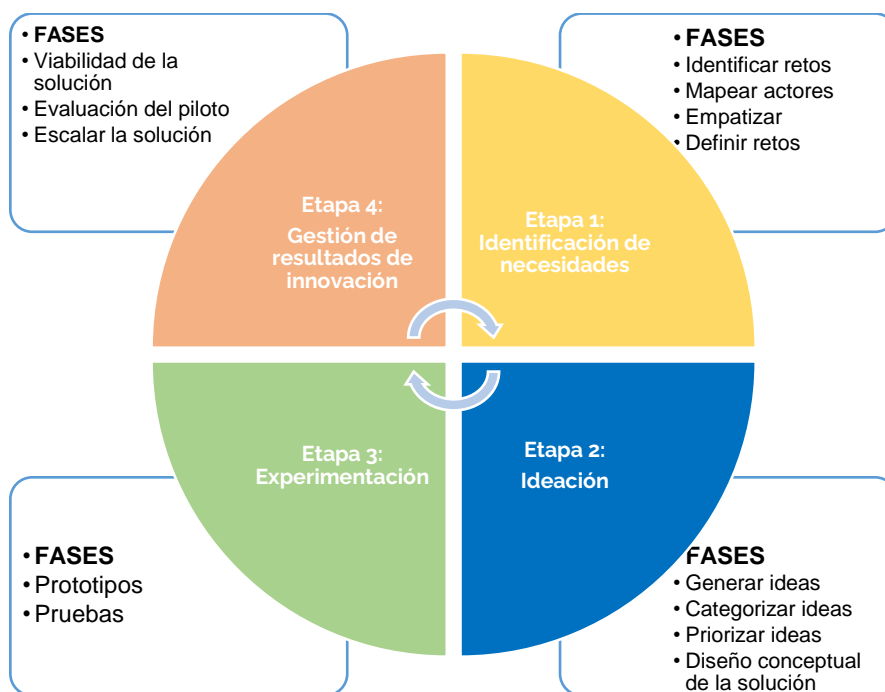 • FASES
• Viabilidad de la
solución
• Evaluación del piloto
• Escalar la solución
• FASES
• Identificar retos
• Mapear actores
• Empatizar
• Definir retos
Etapa 4:
Gestión de
resultados de
innovación
Etapa 1:
Identificación de
necesidades
Etapa 3:
Experimentación
Etapa 2:
Ideación
• FASES
• Prototipos
• Pruebas
FASES
• Generar ideas
• Categorizar ideas
• Priorizar ideas
• Diseño conceptual
de la solución